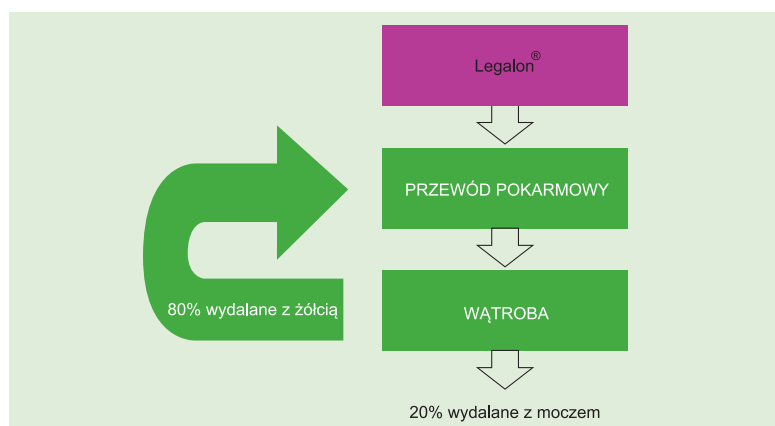 Legalon®
PRZEWÓD POKARMOWY
80% wydalane z żółcią
WĄTROBA
20% wydalane z moczem